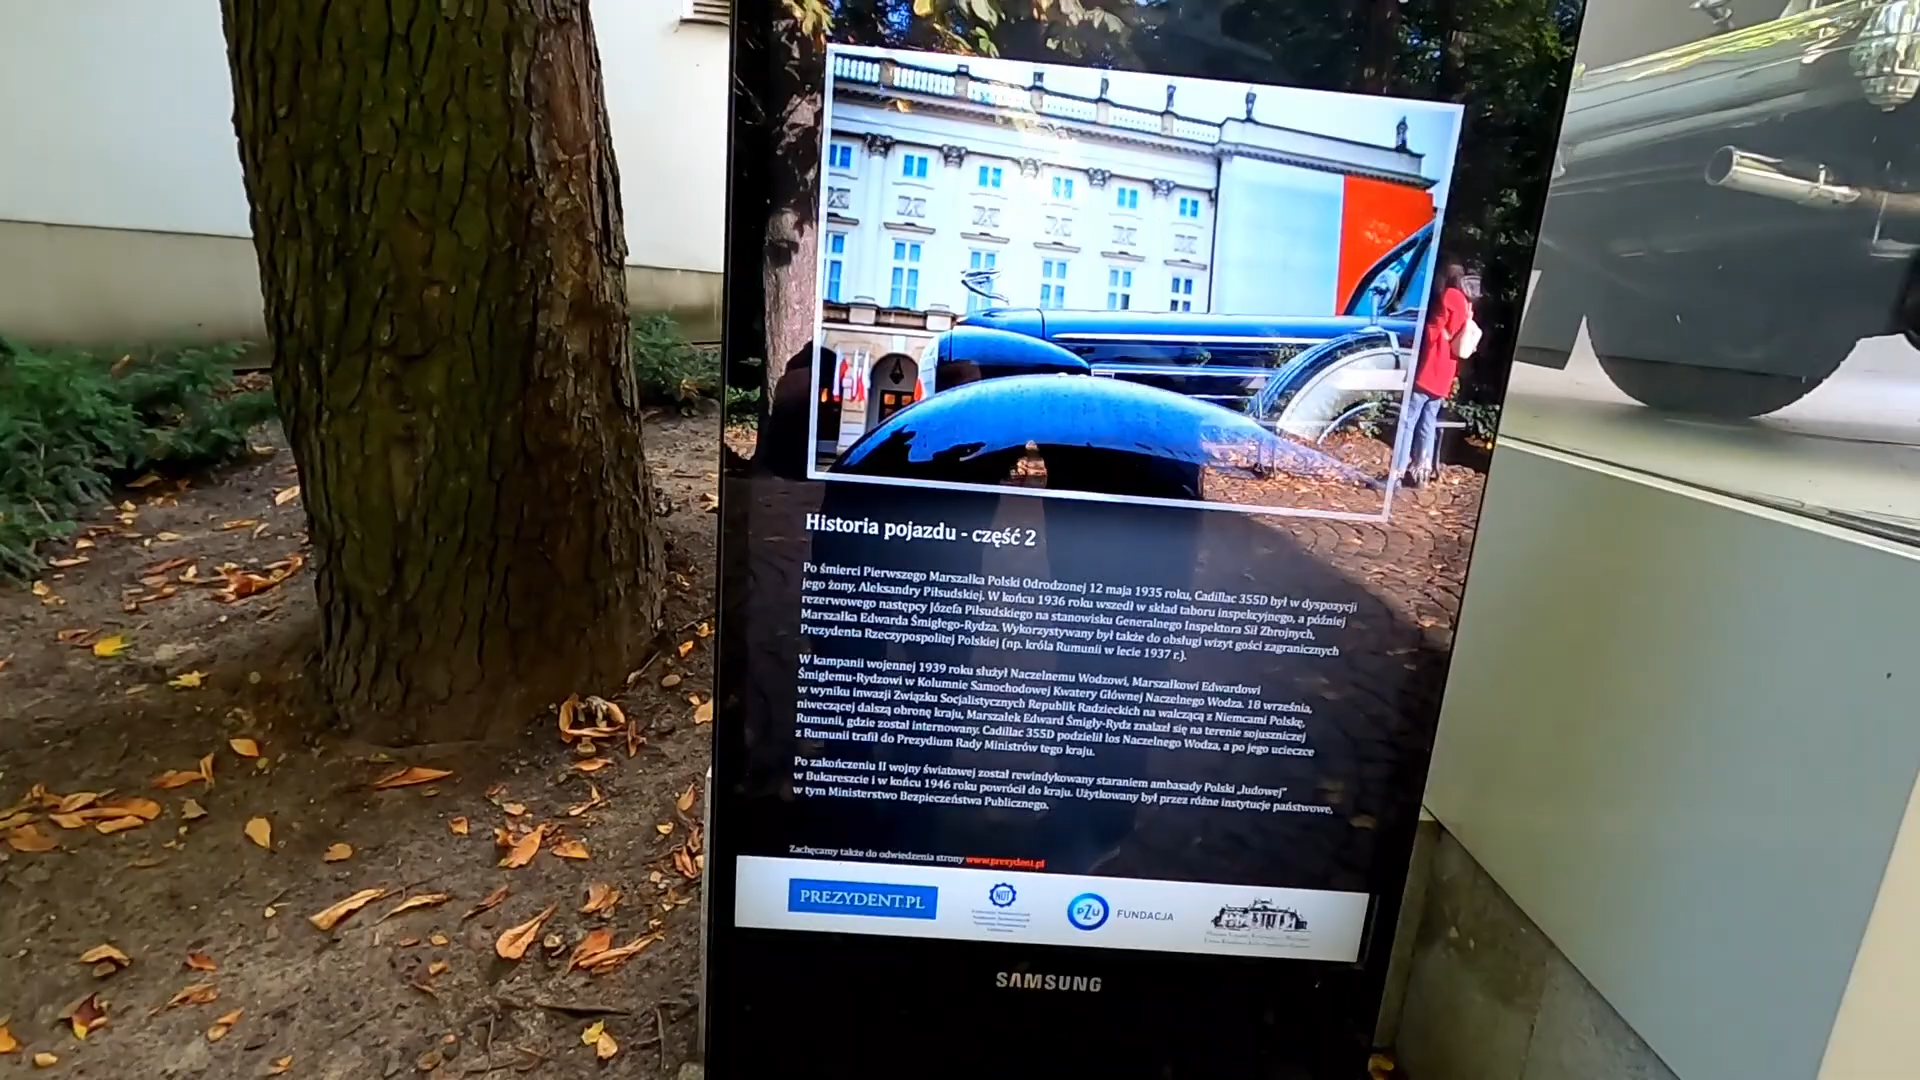 Historia pojazdu - część 2
Po śmierci Pierwszego Marszałka Polski Odrodzonej 12 maja 1935 roku, Cadillac 355D był w dyspozycji
jego żony, Aleksandry Piłsudskiej. W końcu 1936 roku wszedł w skład taboru inspekcyjnego, a później
rezerwowego następcy Józefa Piłsudskiego na stanowisku Generalnego Inspektora Sił Zbrojnych,
Marszałka Edwarda Śmigłego-Rydza. Wykorzystywany był także do obsługi wizyt gości zagranicznych
Prezydenta Rzeczypospolitej Polskiej (np. króla Rumunii w lecie 1937 r.).
W kampanii wojennej 1939 roku służył Naczelnemu Wodzowi, Marszałkowi Edwardowi
Śmigłemu-Rydzowi w Kolumnie Samochodowej Kwatery Głównej Naczelnego Wodza. 18 września,
w wyniku inwazji Związku Socjalistycznych Republik Radzieckich na walczącą z Niemcami Polskę,
niweczącej dalszą obronę kraju, Marszałek Edward Śmigły-Rydz znalazł się na terenie sojuszniczej
Rumunii, gdzie został internowany. Cadillac 355D podzielił los Naczelnego Wodza, a po jego ucieczce
z Rumunii trafił do Prezydium Rady Ministrów tego kraju.
Po zakończeniu II wojny światowej został rewindykowany staraniem ambasady Polski „ludowej”
w Bukareszcie i w końcu 1946 roku powrócił do kraju. Użytkowany był przez różne instytucje państwowe,
w tym Ministerstwo Bezpieczeństwa Publicznego.
Zachęcamy także do odwiedzenia strony www.prezydent.pl
PREZYDENT.PL
NOT
PZU FUNDACJA
SAMSUNG